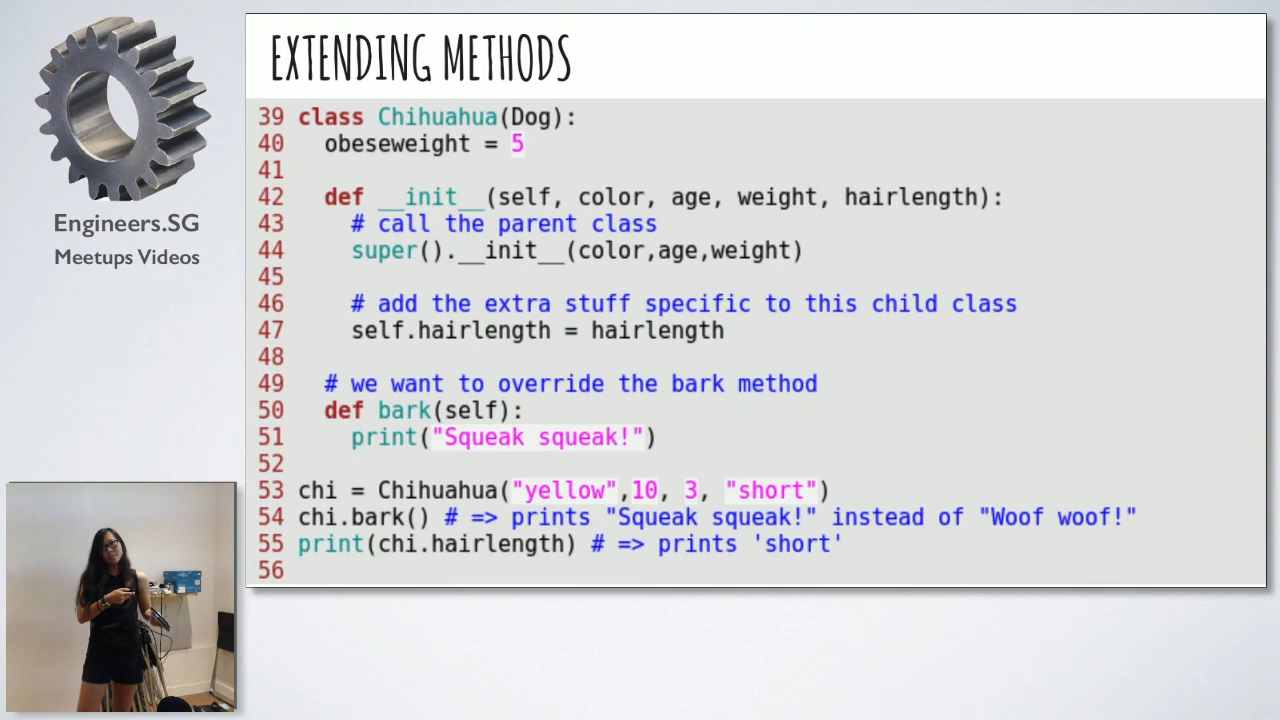 EXTENDING METHODS
Engineers.SG
Meetups Videos
39 class Chihuahua(Dog):
40   obeseweight = 5
41
42   def __init__(self, color, age, weight, hairlength):
43     # call the parent class
44     super().__init__(color,age,weight)
45
46     # add the extra stuff specific to this child class
47     self.hairlength = hairlength
48
49   # we want to override the bark method
50   def bark(self):
51     print("Squeak squeak!")
52
53 chi = Chihuahua("yellow",10, 3, "short")
54 chi.bark() # => prints "Squeak squeak!" instead of "Woof woof!"
55 print(chi.hairlength) # => prints 'short'
56